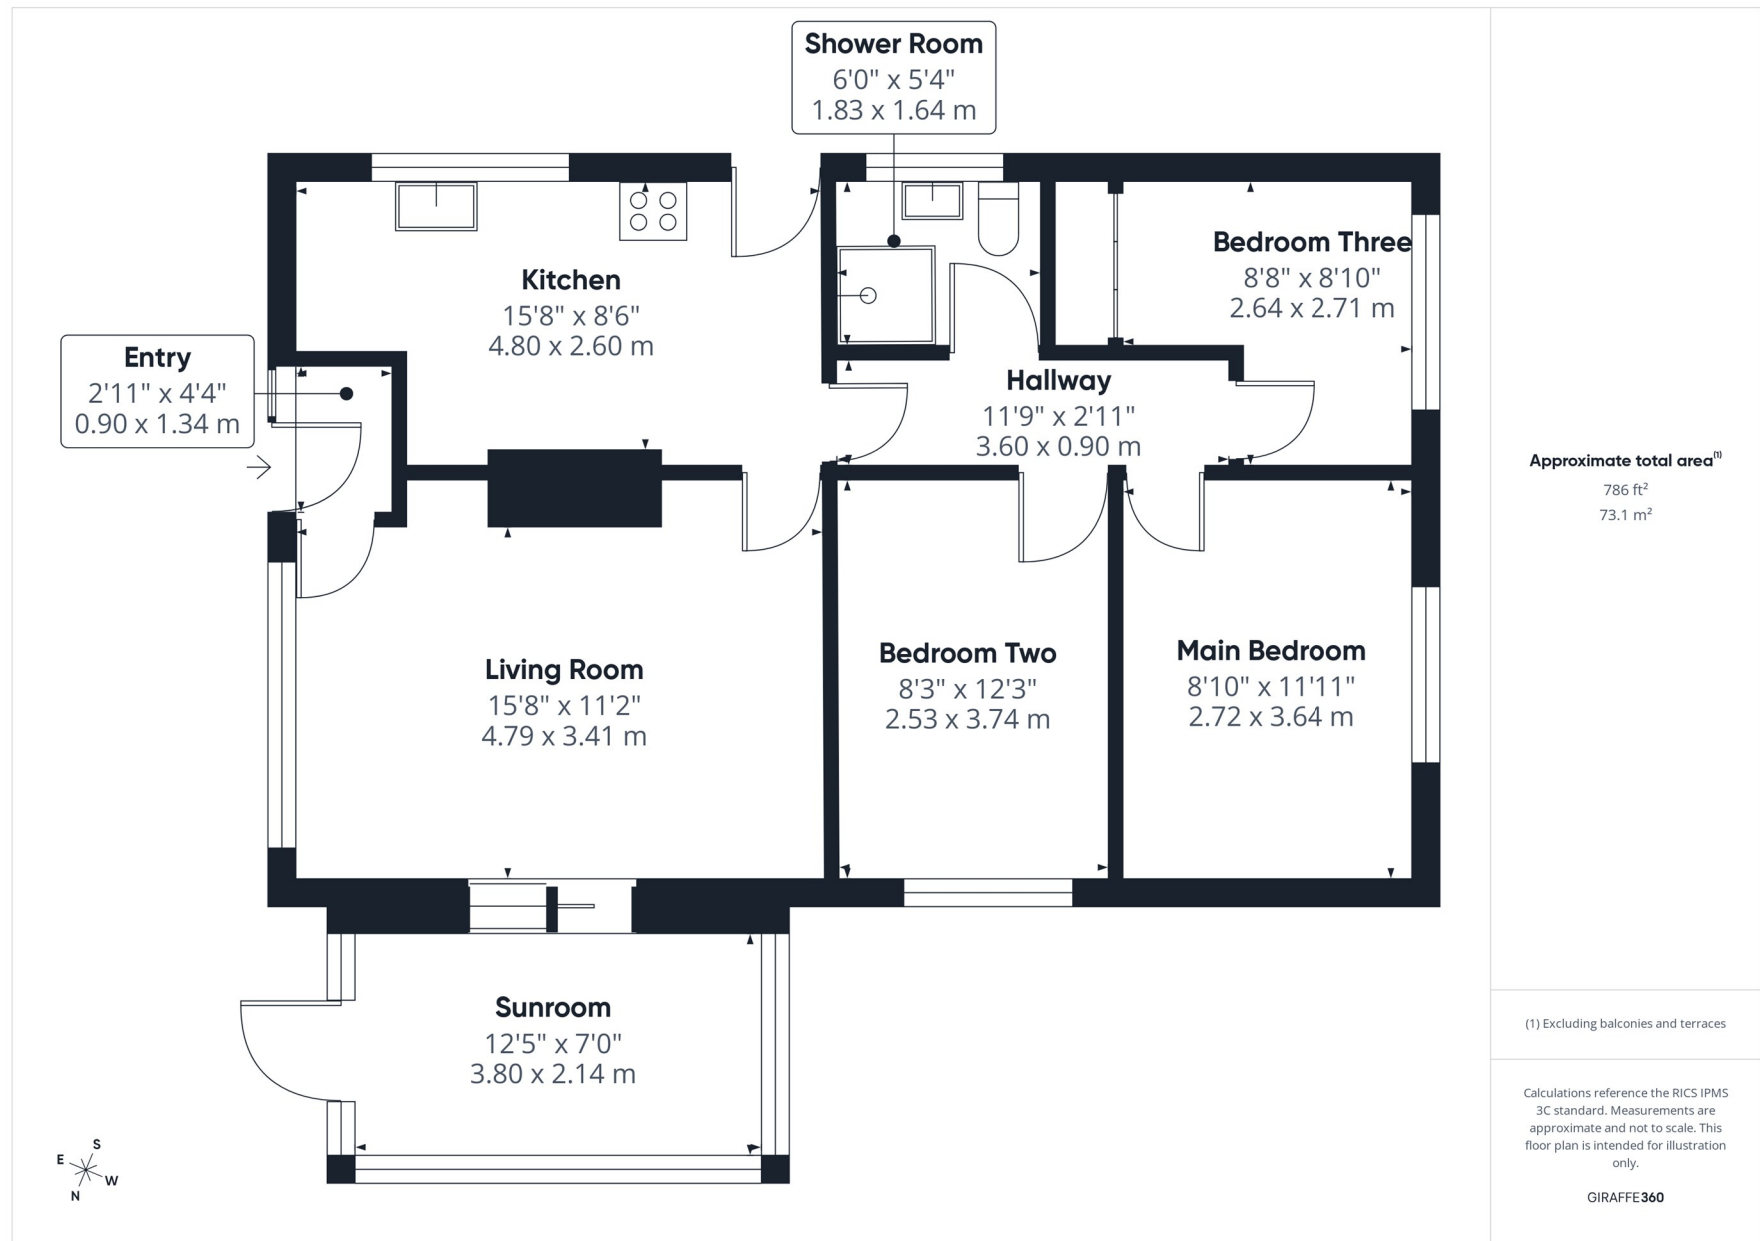 Shower Room
6'0" x 5'4"
1.83 x 1.64 m
Kitchen
15'8" x 8'6"
4.80 x 2.60 m
Bedroom Three
8'8" x 8'10"
2.64 x 2.71 m
Entry
2'11" x 4'4"
0.90 x 1.34 m
Hallway
11'9" x 2'11"
3.60 x 0.90 m
Living Room
15'8" x 11'2"
4.79 x 3.41 m
Bedroom Two
8'3" x 12'3"
2.53 x 3.74 m
Main Bedroom
8'10" x 11'11"
2.72 x 3.64 m
Sunroom
12'5" x 7'0"
3.80 x 2.14 m
S
E
W
N
Approximate total area(1)
786 ft²
73.1 m²
(1) Excluding balconies and terraces
Calculations reference the RICS IPMS
3C standard. Measurements are
approximate and not to scale. This
floor plan is intended for illustration
only.
GIRAFFE360